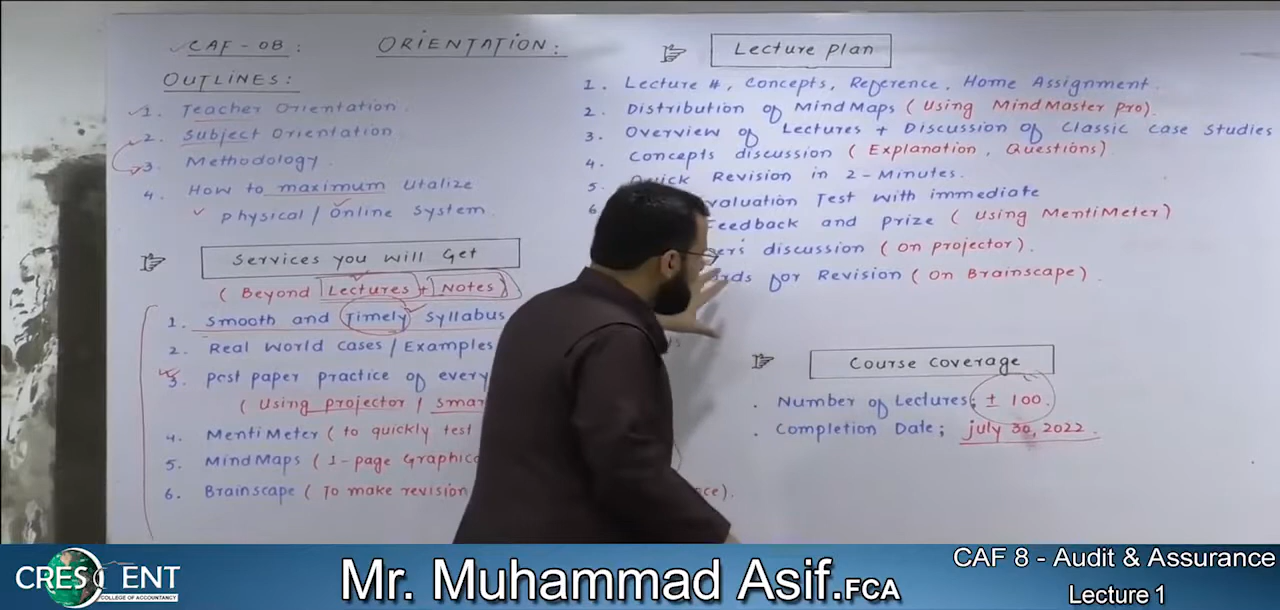 CAF - 08 :
ORIENTATION :
OUTLINES :
1. Teacher Orientation.
2. Subject Orientation
3. Methodology.
4. How to maximum Utalize
Physical / Online System.
Services you will Get
( Beyond Lectures + Notes )
1. Smooth and Timely Syllabus
2. Real World Cases / Examples
3. Past paper practice of every
( Using projector / smar
4. MentiMeter ( to quickly test
5. MindMaps ( 1-page Graphica
6. Brainscape ( To make revision nce ).
Lecture plan
1. Lecture #, Concepts, Reference, Home Assignment.
2. Distribution of MindMaps ( Using MindMaster pro).
3. Overview of Lectures + Discussion of Classic Case Studies
4. Concepts discussion ( Explanation, Questions )
5. Quick Revision in 2-Minutes.
6. valuation Test with immediate
Feedback and prize ( Using MentiMeter )
per's discussion ( on projector ).
ards for Revision ( On Brainscape ).
Course coverage
. Number of Lectures ; ± 100.
. Completion Date ; july 30, 2022.
CRESCENT
COLLEGE OF ACCOUNTANCY
Mr. Muhammad Asif.FCA
CAF 8 - Audit & Assurance
Lecture 1